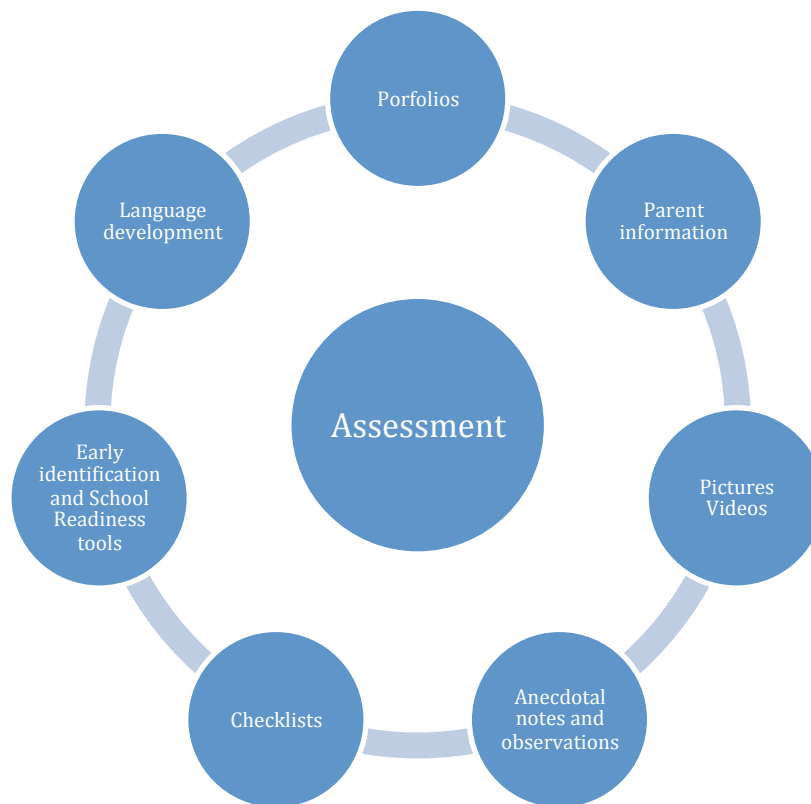 Porfolios
Parent
information
Pictures
Videos
Anecdotal
notes and
observations
Checklists
Early
identification
and School
Readiness
tools
Language
development
Assessment